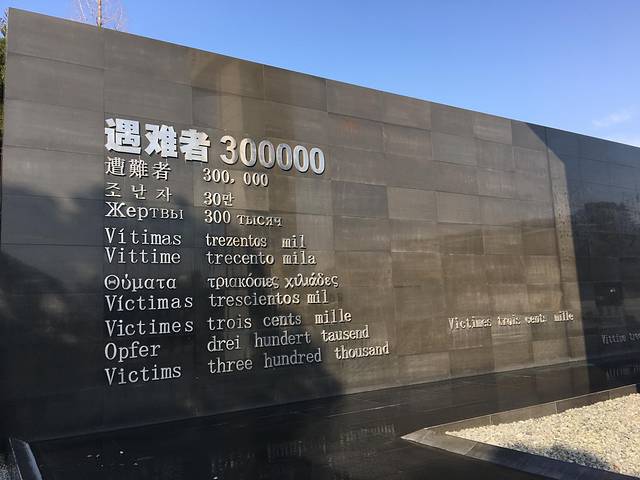 遇难者 300000
遭難者 300，000
조난자 30만
Жертвы 300 тысяч
Vítimas trezentos mil
Vittime trecento mila
Θύματα τριακόσιες χιλιάδες
Víctimas trescientos mil
Victimes trois cents mille
Opfer drei hundert tausend
Victims three hundred thousand
Victimes trois cents mille
Vittime